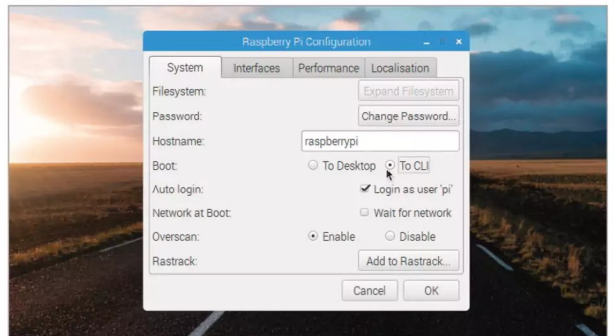 Raspberry Pi Configuration
System Interfaces Performance Localisation
Filesystem: Expand Filesystem
Password: Change Password...
Hostname: raspberrypi
Boot: To Desktop To CLI
Auto login: Login as user 'pi'
Network at Boot: Wait for network
Overscan: Enable Disable
Rastrack: Add to Rastrack...
Cancel OK